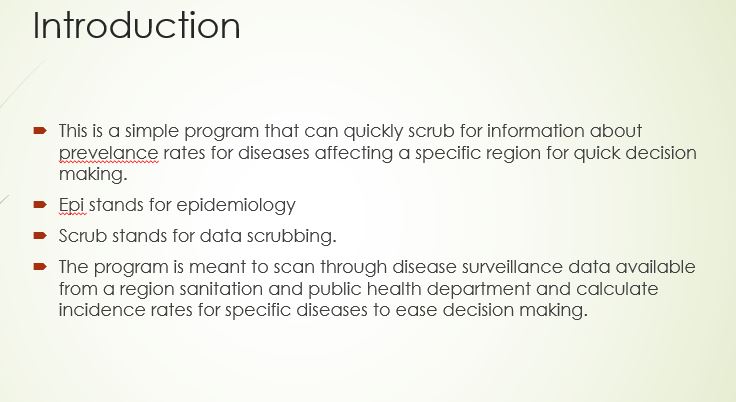 Introduction
This is a simple program that can quickly scrub for information about
prevelance rates for diseases affecting a specific region for quick decision
making.
Epi stands for epidemiology
Scrub stands for data scrubbing.
The program is meant to scan through disease surveillance data available
from a region sanitation and public health department and calculate
incidence rates for specific diseases to ease decision making.